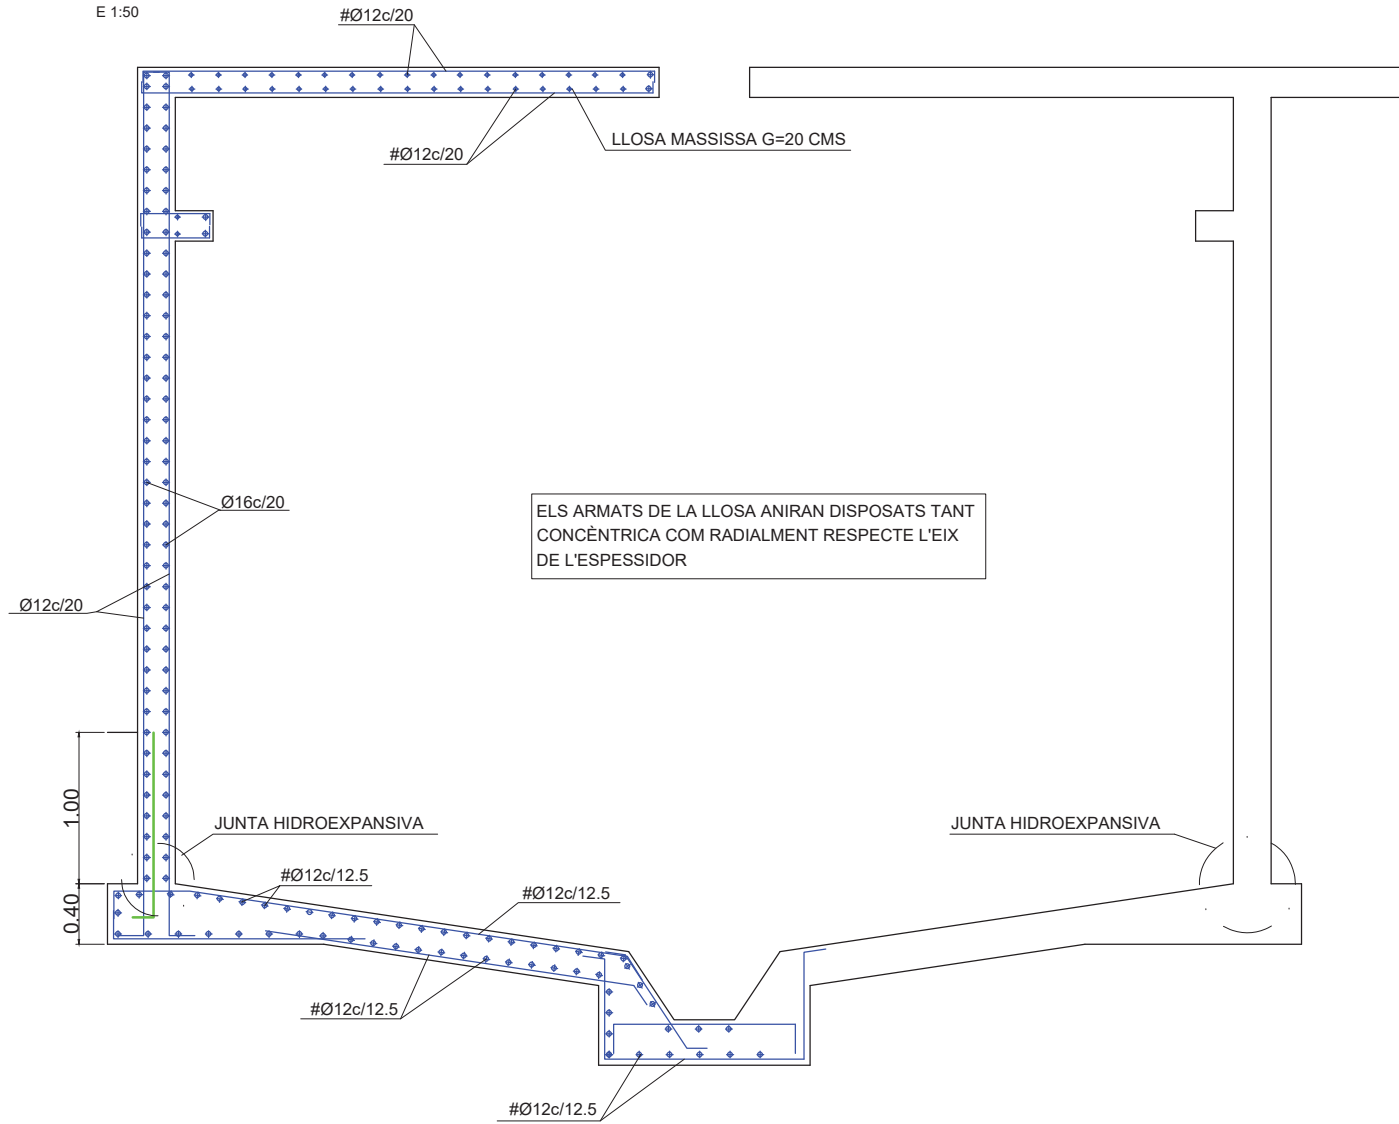 E 1:50
#Ø12c/20
#Ø12c/20
LLOSA MASSISSA G=20 CMS
Ø16c/20
ELS ARMATS DE LA LLOSA ANIRAN DISPOSATS TANT
CONCÈNTRICA COM RADIALMENT RESPECTE L'EIX
DE L'ESPESSIDOR
Ø12c/20
1.00
JUNTA HIDROEXPANSIVA
JUNTA HIDROEXPANSIVA
#Ø12c/12.5
#Ø12c/12.5
0.40
#Ø12c/12.5
#Ø12c/12.5